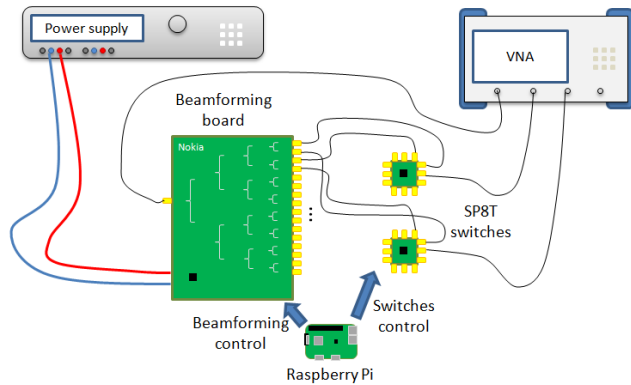 Power supply
VNA
Beamforming
board
Nokia
SP8T
switches
Beamforming
control
Switches
control
Raspberry Pi